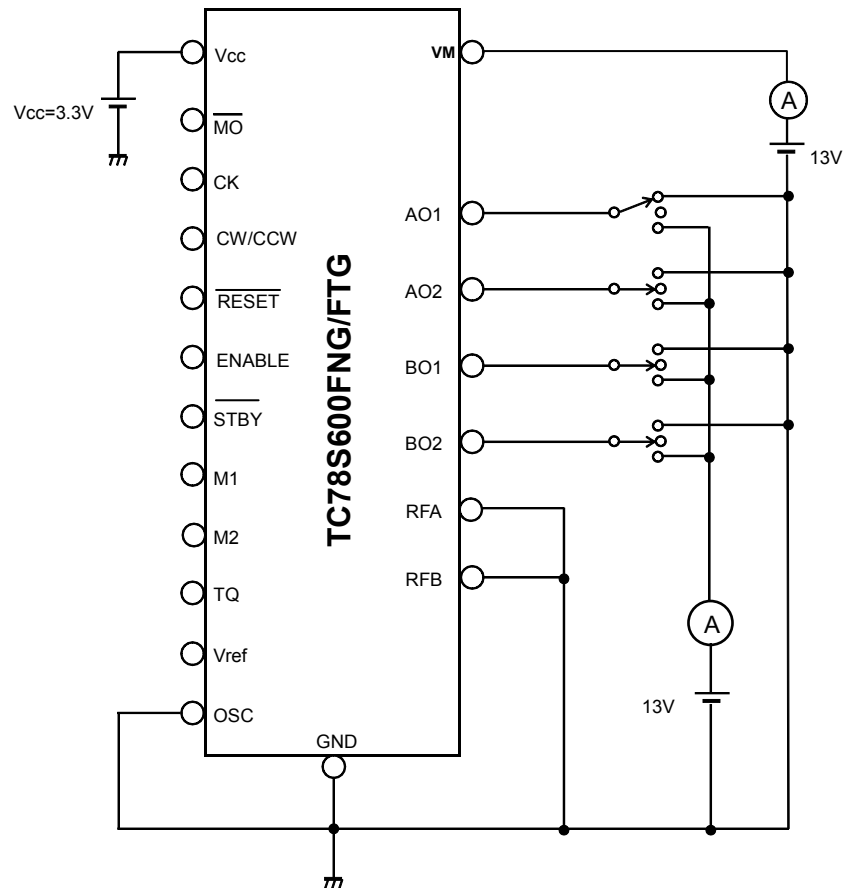 Vcc
VM
Vcc=3.3V
MO
A
13V
CK
AO1
CW/CCW
AO2
RESET
ENABLE
BO1
STBY
BO2
M1
TC78S600FNG/FTG
RFA
M2
RFB
TQ
A
Vref
13V
OSC
GND